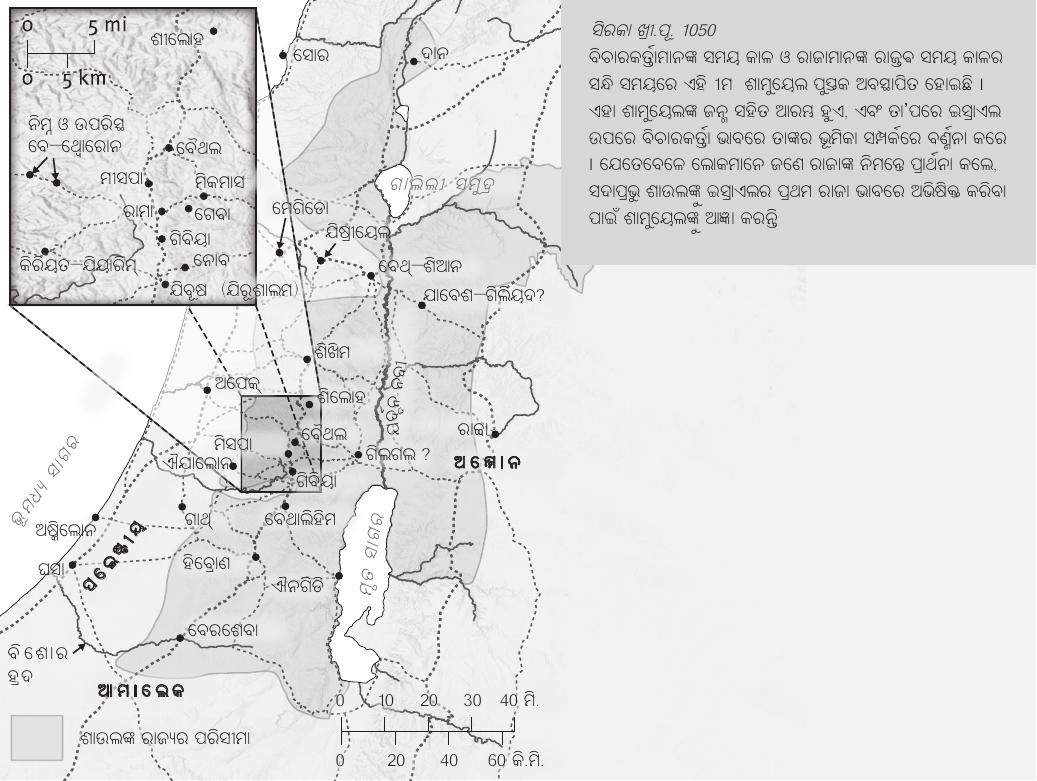 0 5 mi
0 5 km
ଶୀଲୋହ
ନିମ୍ନ ଓ ଉପରିସ୍ଥ
ବେ–ଥୋରୋନ
ବୈଥଲ
ମୀସପା
ମିକମାସ
ରାମା
ଗେବା
ଗିବିୟା
କିରିୟତ–ଯିୟାରିମ୍
ନୋବ
ଯିବୂଷ (ଯିରୂଶାଲମ)
ସୋର
ଦାନ
ସିରକା ଖ୍ରୀ.ପୂ. 1050
ବିଚାରକର୍ତ୍ତାମାନଙ୍କ ସମୟ କାଳ ଓ ରାଜାମାନଙ୍କ ରାଜତ୍ଵ ସମୟ କାଳର
ସନ୍ଧି ସମୟରେ ଏହି 1ମ ଶାମୁୟେଲ ପୁସ୍ତକ ଅବସ୍ଥାପିତ ହୋଇଛି ।
ଏହା ଶାମୁୟେଲଙ୍କ ଜନ୍ମ ସହିତ ଆରମ୍ଭ ହୁଏ, ଏବଂ ତା'ପରେ ଇସ୍ରାଏଲ
ଉପରେ ବିଚାରକର୍ତ୍ତା ଭାବରେ ତାଙ୍କର ଭୂମିକା ସମ୍ପର୍କରେ ବର୍ଣ୍ଣନା କରେ
। ଯେତେବେଳେ ଲୋକମାନେ ଜଣେ ରାଜାଙ୍କ ନିମନ୍ତେ ପ୍ରାର୍ଥନା କଲେ,
ସଦାପ୍ରଭୁ ଶାଉଲଙ୍କୁ ଇସ୍ରାଏଲର ପ୍ରଥମ ରାଜା ଭାବରେ ଅଭିଷିକ୍ତ କରିବା
ପାଇଁ ଶାମୁୟେଲଙ୍କୁ ଆଜ୍ଞା କରନ୍ତି
ଗାଲିଲୀ ସମୁଦ୍ର
ମେଗିଡୋ
ଯିଷ୍ରୀୟେଲ
ବେଥ୍–ଶିଆନ
ଯାବେଶ–ଗିଲିୟଦ?
ଶିଖିମ
ଅପେକ୍
ଶିଲୋହ
ଯର୍ଦ୍ଦନ ନଦୀ
ମିସପା
ବୈଥଲ
ଐଯାଲୋନ
ଗିଲଗଲ ?
ଗିବିୟା
ରାବ୍ବା
ଅମ୍ମୋନ
ଭୂମଧ୍ୟ ସାଗର
ଅଷ୍କିଲୋନ
ଗାଥ୍
ବେଥାଲିହିମ
ଘସା
ପଲେଷ୍ଟୀୟ
ହିବ୍ରୋଣ
ଐନଗିଡି
ମୃତ ସାଗର
ବେରଶେବା
ବିଶୋର
ହ୍ରଦ
ଆମାଲେକ
ଶାଉଲଙ୍କ ରାଜ୍ୟର ପରିସୀମା
0 10 20 30 40 ମି.
0 20 40 60 କି.ମି.